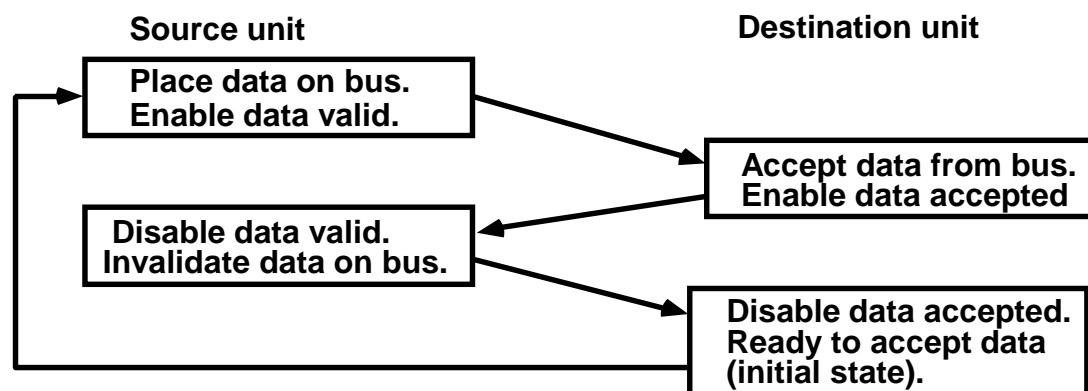 Source unit
Destination unit
Place data on bus.
Enable data valid.
Accept data from bus.
Enable data accepted
Disable data valid.
Invalidate data on bus.
Disable data accepted.
Ready to accept data
(initial state).